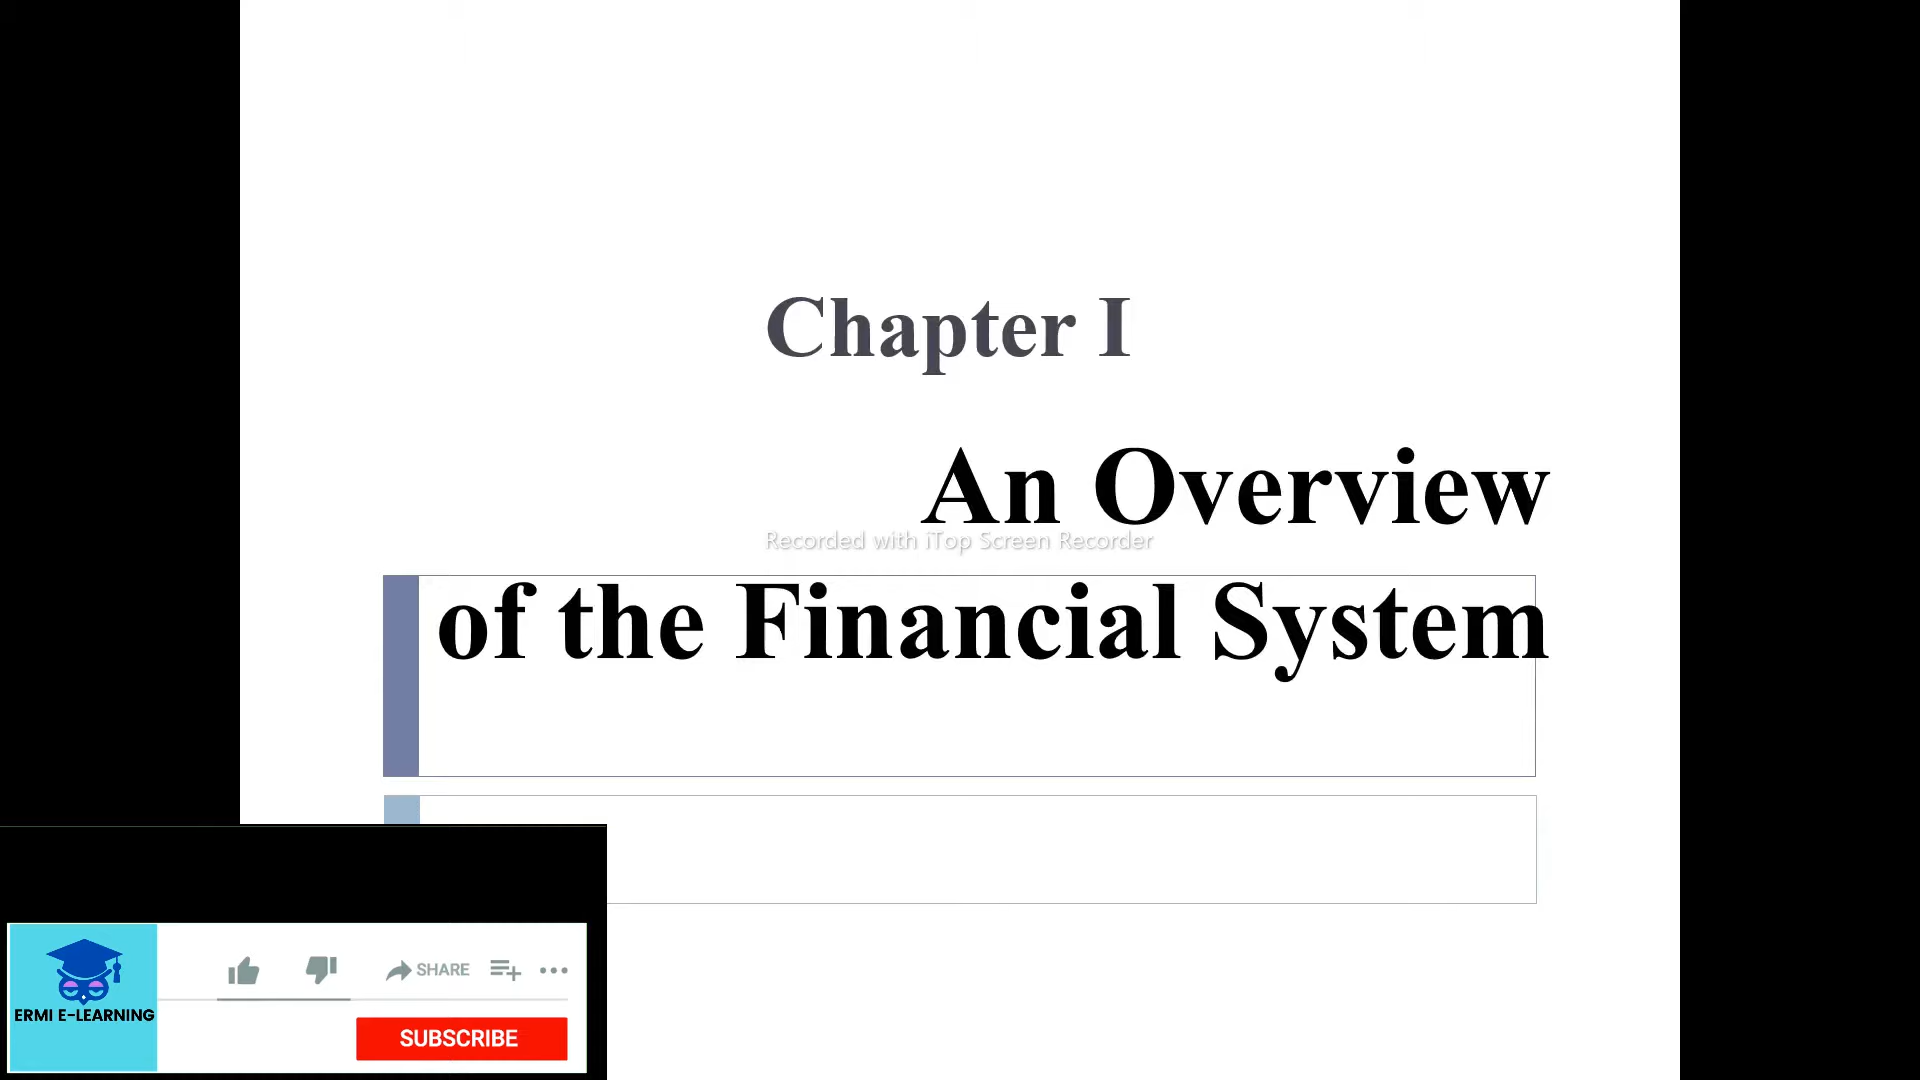 Chapter I
An Overview
Recorded with iTop Screen Recorder
of the Financial System
SHARE
ERMI E-LEARNING
SUBSCRIBE